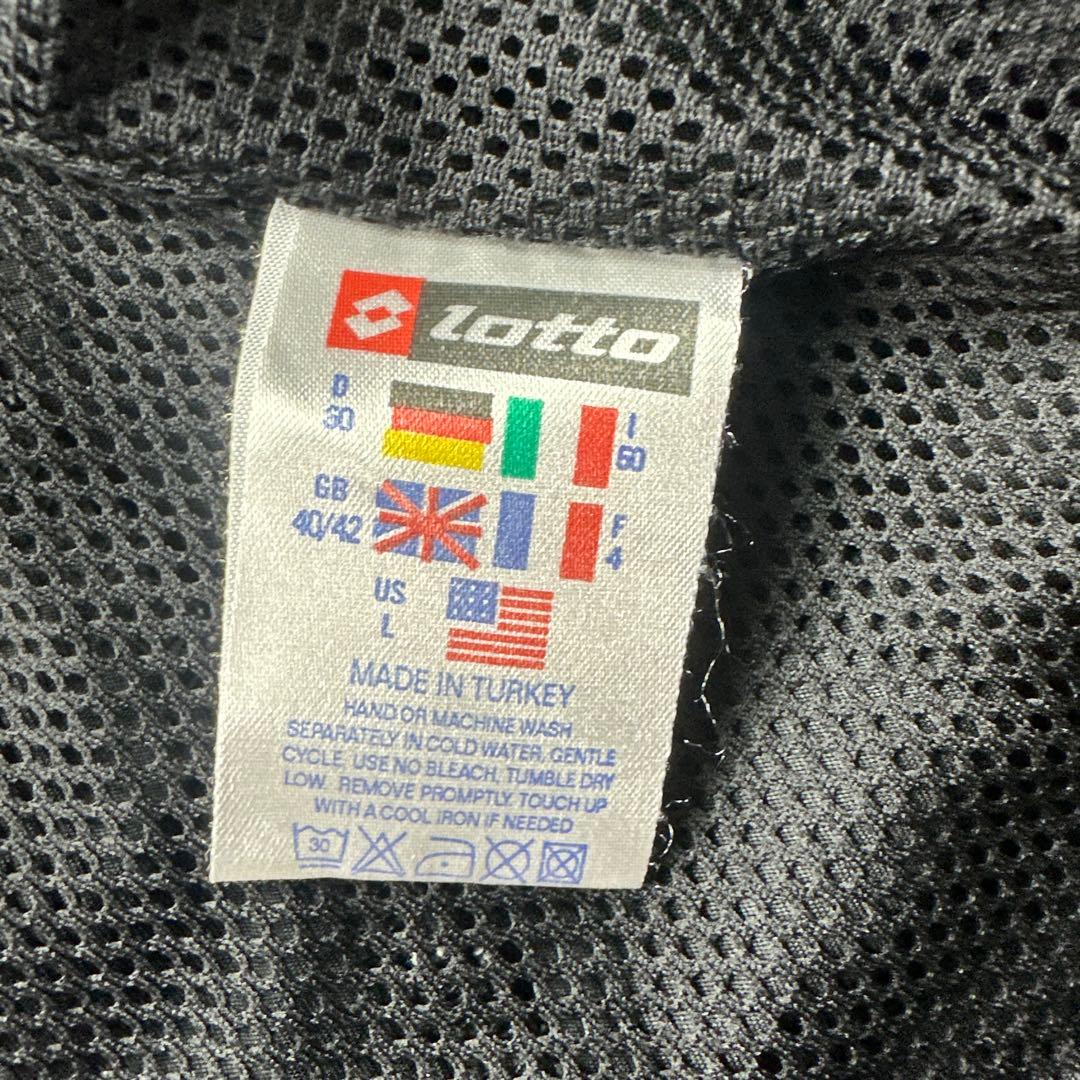 lotto
D
30
I
50
GB
40/42
F
4
US
L
MADE IN TURKEY
HAND OR MACHINE WASH
SEPARATELY IN COLD WATER, GENTLE
CYCLE, USE NO BLEACH, TUMBLE DRY
LOW. REMOVE PROMPTLY, TOUCH UP
WITH A COOL IRON IF NEEDED
30